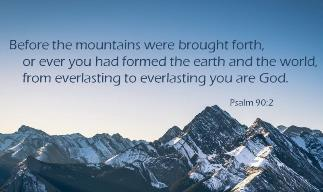 Before the mountains were brought forth,
or ever you had formed the earth and the world,
from everlasting to everlasting you are God.
Psalm 90:2